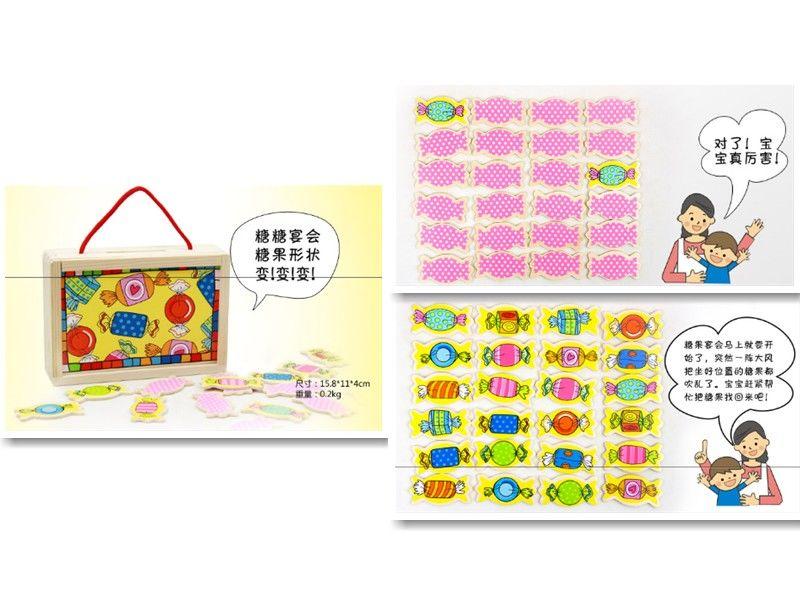 糖糖宴会
糖果形状
变!变!变!
尺寸：15.8*11*4cm
重量：0.2kg
对了! 宝
宝真厉害!
糖果宴会马上就要开
始了，突然一阵大风
把坐好位置的糖果都
吹乱了。宝宝赶紧帮
忙把糖果找回来吧!